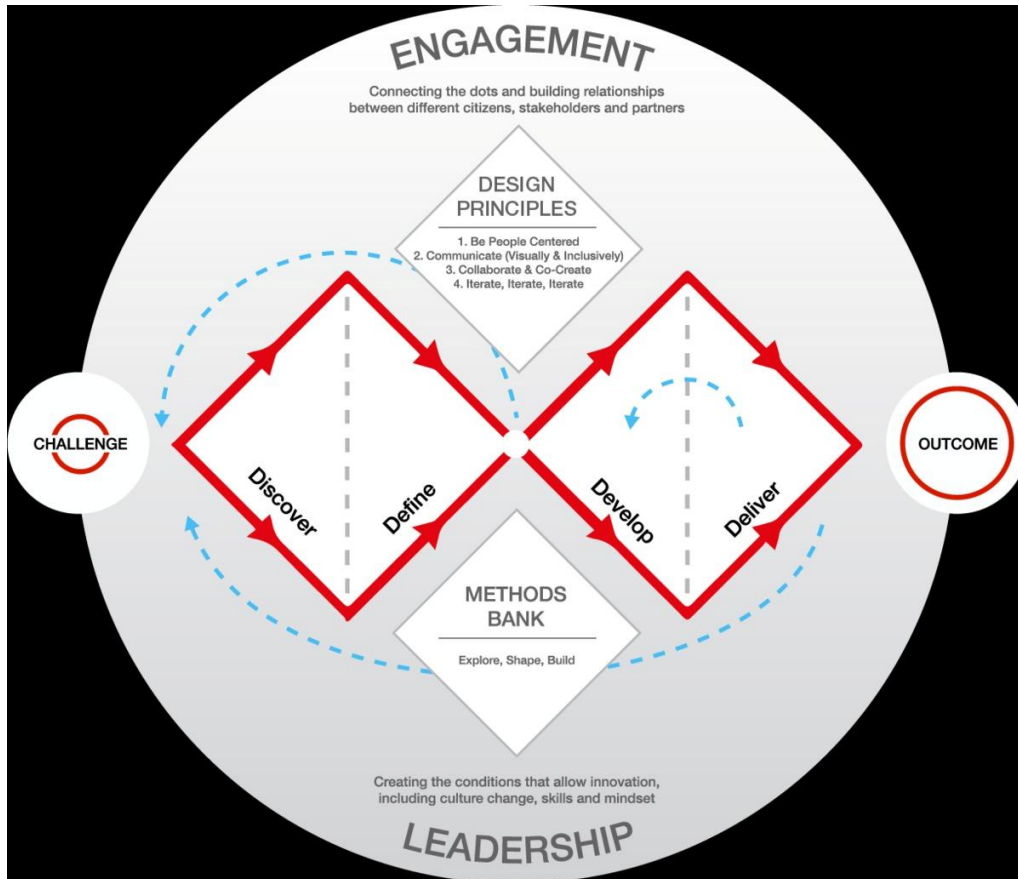 ENGAGEMENT
Connecting the dots and building relationships
between different citizens, stakeholders and partners
DESIGN
PRINCIPLES
1. Be People Centered
2. Communicate (Visually & Inclusively)
3. Collaborate & Co-Create
4. Iterate, Iterate, Iterate
CHALLENGE
Discover
Define
Develop
Deliver
OUTCOME
METHODS
BANK
Explore, Shape, Build
Creating the conditions that allow innovation,
including culture change, skills and mindset
LEADERSHIP